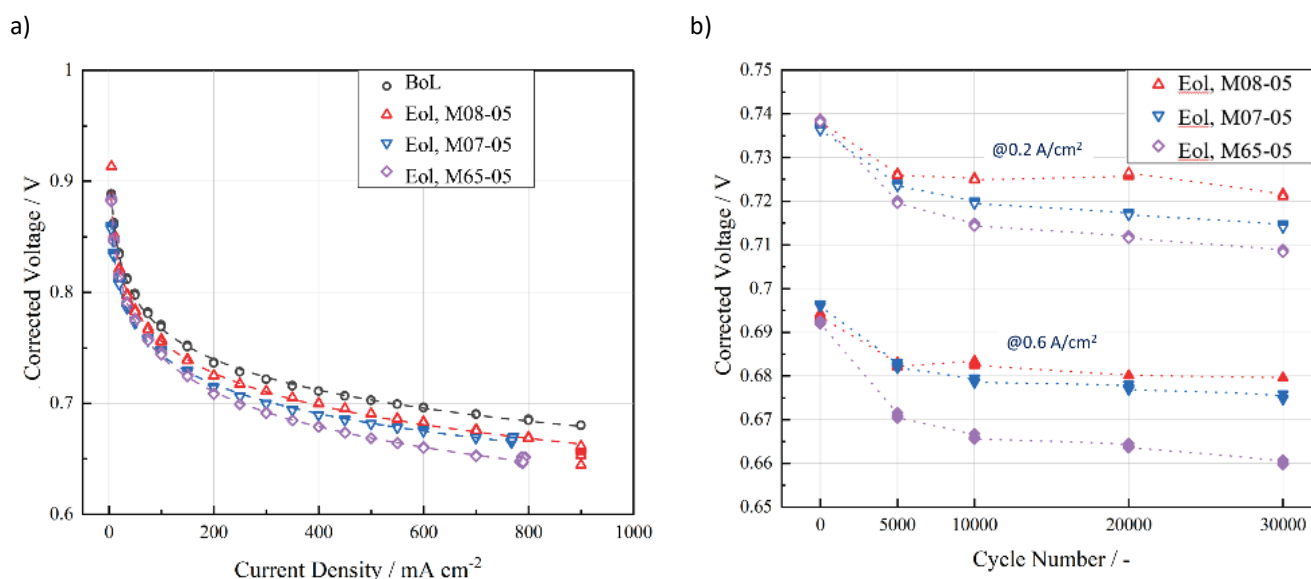 a)
1
0.9
0.8
0.7
0.6
Corrected Voltage / V
BoL
Eol, M08-05
Eol, M07-05
Eol, M65-05
0
200
400
600
800
1000
Current Density / mA cm-2
b)
0.75
0.74
0.73
0.72
0.71
0.7
0.69
0.68
0.67
0.66
0.65
Corrected Voltage / V
Eol, M08-05
Eol, M07-05
Eol, M65-05
@0.2 A/cm²
@0.6 A/cm²
0
5000
10000
20000
30000
Cycle Number / -